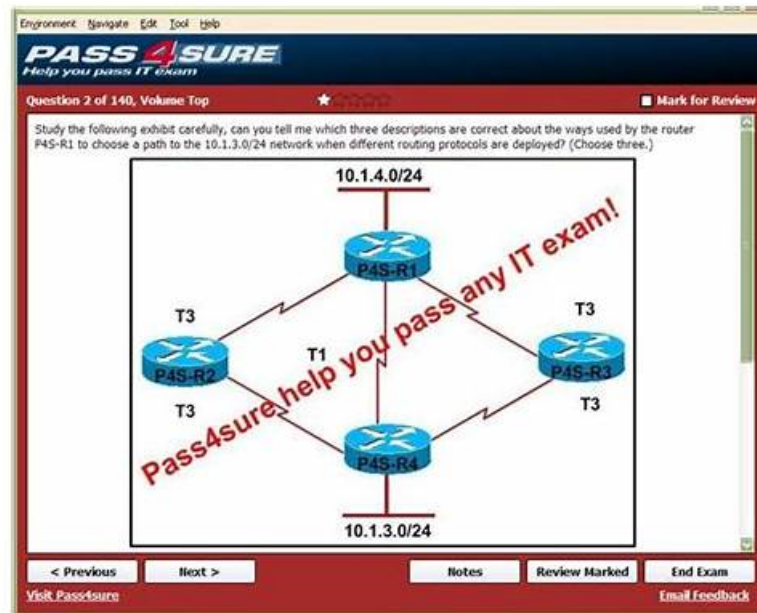 Environment Navigate Edit Tool Help
PASS 4 SURE
Help you pass IT exam
Question 2 of 140, Volume Top
Mark for Review
Study the following exhibit carefully, can you tell me which three descriptions are correct about the ways used by the router
P4S-R1 to choose a path to the 10.1.3.0/24 network when different routing protocols are deployed? (Choose three.)
10.1.4.0/24
P4S-R1
T3
T3
T1
P4S-R2
P4S-R3
T3
T3
P4S-R4
10.1.3.0/24
Pass4sure help you pass any IT exam!
< Previous
Next >
Notes
Review Marked
End Exam
Visit Pass4sure
Email Feedback